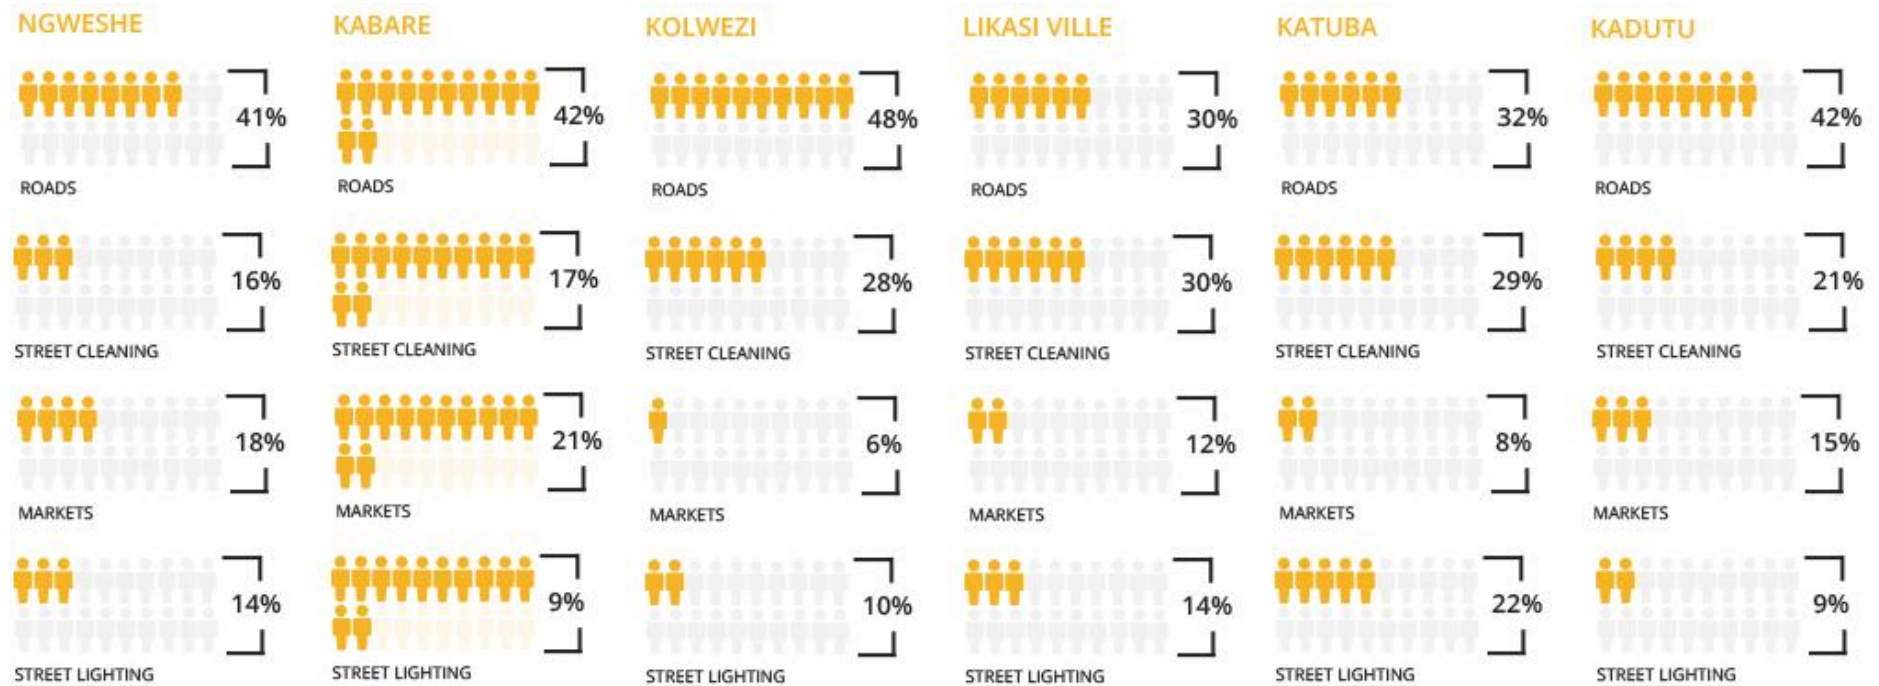 NGWESHE
41%
ROADS
16%
STREET CLEANING
18%
MARKETS
14%
STREET LIGHTING
KABARE
42%
ROADS
17%
STREET CLEANING
21%
MARKETS
9%
STREET LIGHTING
KOLWEZI
48%
ROADS
28%
STREET CLEANING
6%
MARKETS
10%
STREET LIGHTING
LIKASI VILLE
30%
ROADS
30%
STREET CLEANING
12%
MARKETS
14%
STREET LIGHTING
KATUBA
32%
ROADS
29%
STREET CLEANING
8%
MARKETS
22%
STREET LIGHTING
KADUTU
42%
ROADS
21%
STREET CLEANING
15%
MARKETS
9%
STREET LIGHTING